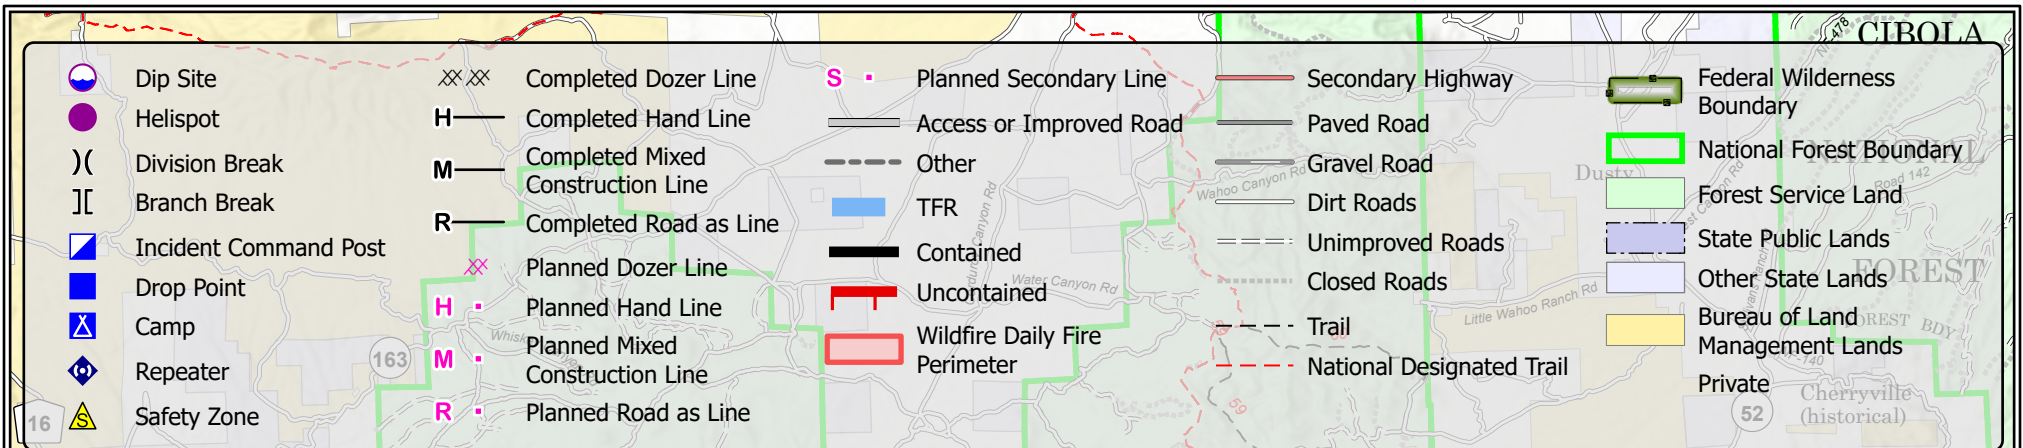 Dip Site
Helispot
Division Break
Branch Break
Incident Command Post
Drop Point
Camp
Repeater
S
Safety Zone
Completed Dozer Line
H
Completed Hand Line
M
Completed Mixed
Construction Line
R
Completed Road as Line
Planned Dozer Line
H
Planned Hand Line
M
Planned Mixed
Construction Line
R
Planned Road as Line
S
Planned Secondary Line
Access or Improved Road
Other
TFR
Contained
Uncontained
Wildfire Daily Fire
Perimeter
Secondary Highway
Paved Road
Gravel Road
Dirt Roads
Unimproved Roads
Closed Roads
Trail
National Designated Trail
Federal Wilderness
Boundary
National Forest Boundary
Forest Service Land
State Public Lands
Other State Lands
Bureau of Land
Management Lands
Private
CIBOLA
NATIONAL
FOREST
Dusty
Wahoo Canyon Rd
Road 142
Water Canyon Rd
Little Wahoo Ranch Rd
163
16
59
52
Cherryville
(historical)